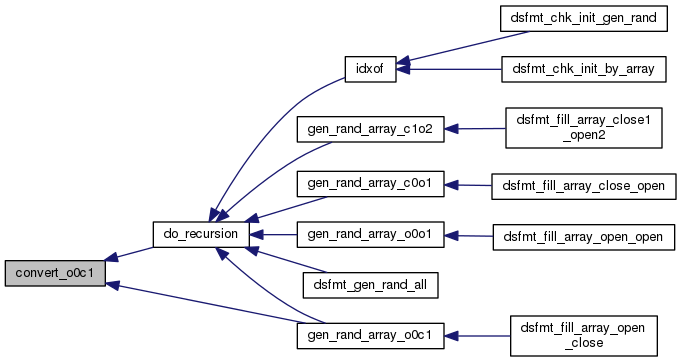 dsfmt_chk_init_gen_rand
idxof
dsfmt_chk_init_by_array
gen_rand_array_c1o2
dsfmt_fill_array_close1
_open2
gen_rand_array_c0o1
dsfmt_fill_array_close_open
do_recursion
gen_rand_array_o0o1
dsfmt_fill_array_open_open
convert_o0c1
dsfmt_gen_rand_all
gen_rand_array_o0c1
dsfmt_fill_array_open
_close